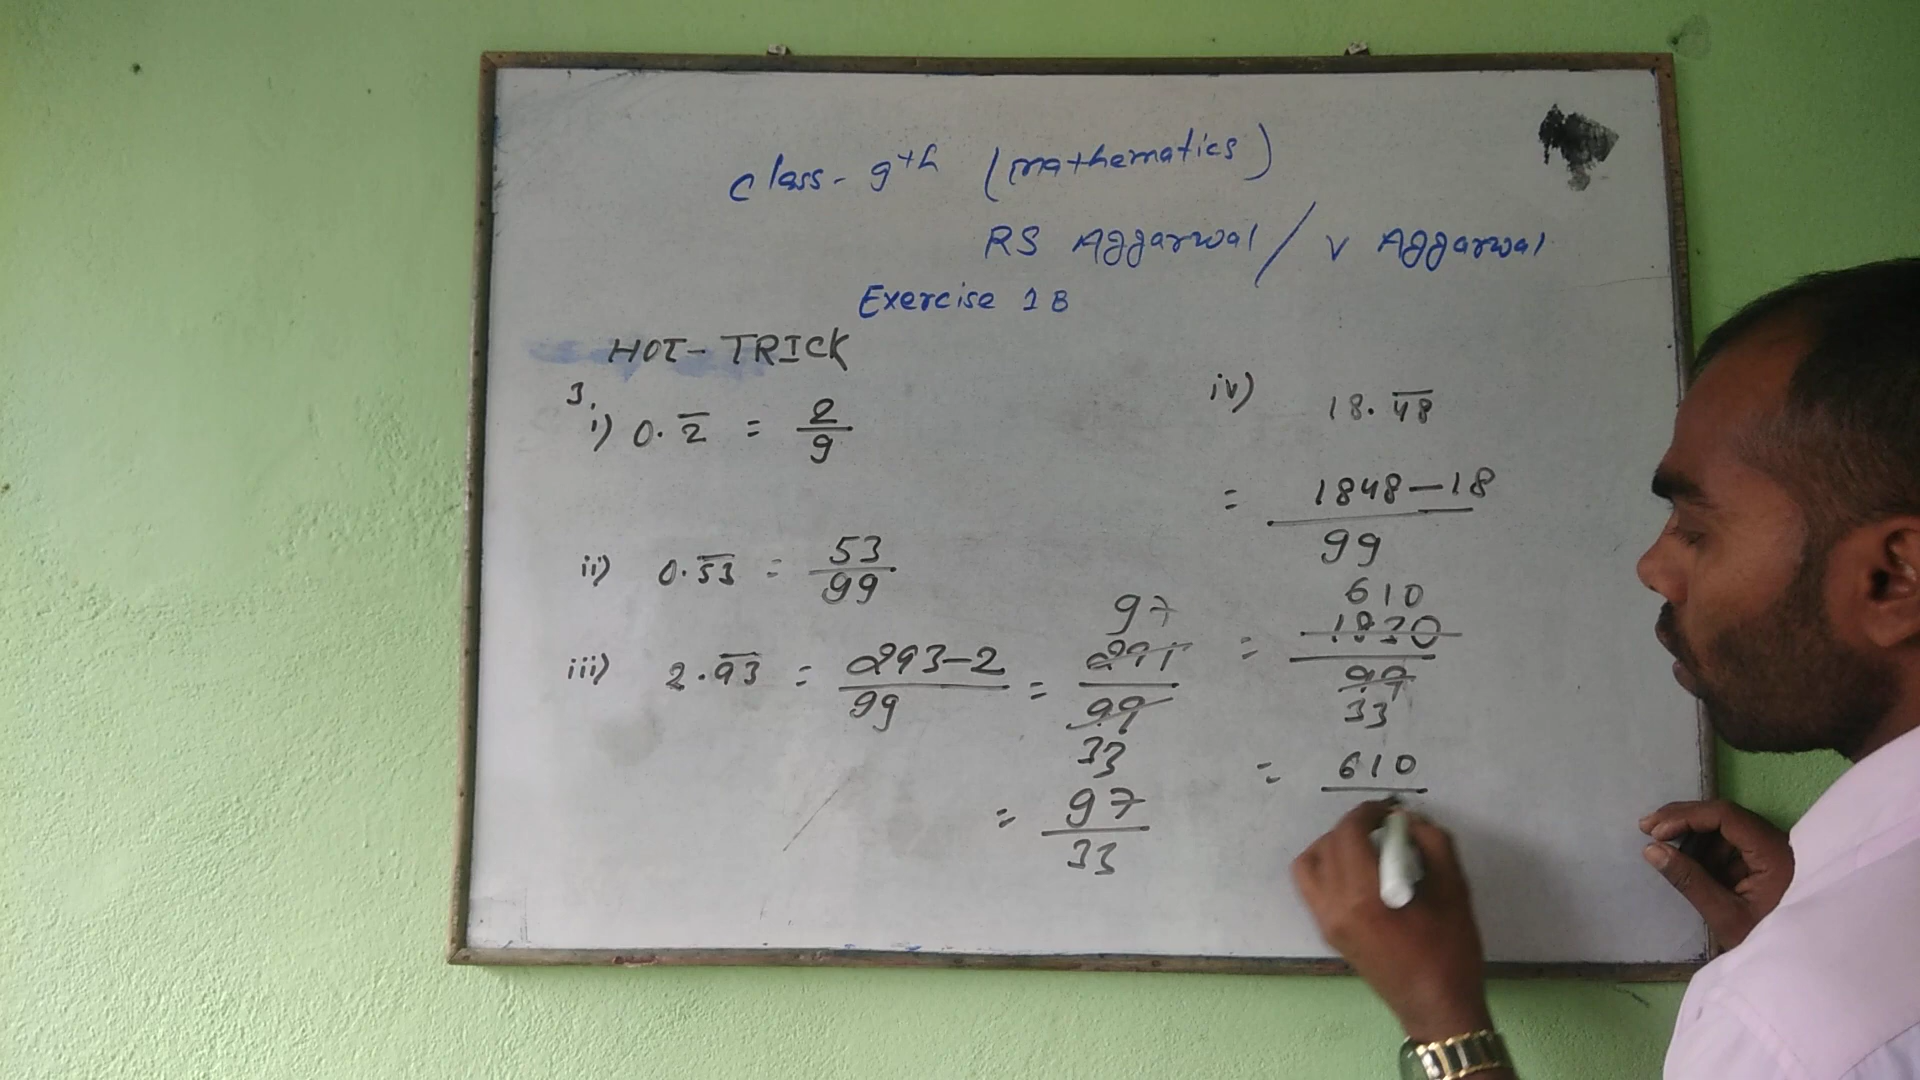 Class - 9th (mathematics)
RS Aggarwal / V Aggarwal
Exercise 1B
HOT - TRICK
3.
i) 0.2̅ = 2/9
ii) 0.5̅3̅ = 53/99
iii) 2.9̅3̅ = 293-2/99 = 291/99
97
33
= 97/33
iv) 18.4̅8̅
= 1848-18/99
610
= 1830/99
33
= 610